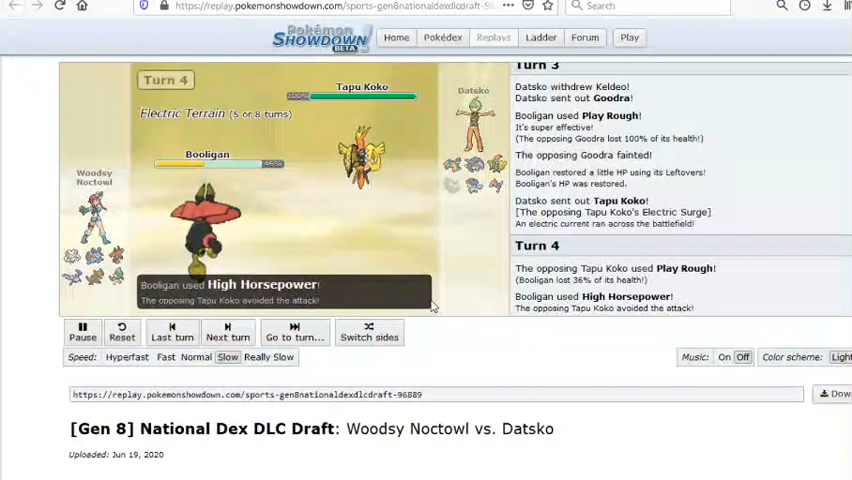 https://replay.pokemonshowdown.com/sports-gen8nationaldexdlcdraft-9
Search
Pokémon
SHOWDOWN
BETA
Home
Pokédex
Replays
Ladder
Forum
Play
Turn 4
Electric Terrain (5 or 8 turns)
Tapu Koko
100%
Booligan
46%
Woodsy
Noctowl
Datsko
Booligan used High Horsepower!
The opposing Tapu Koko avoided the attack!
Turn 3
Datsko withdrew Keldeo!
Datsko sent out Goodra!
Booligan used Play Rough!
It's super effective!
(The opposing Goodra lost 100% of its health!)
The opposing Goodra fainted!
Booligan restored a little HP using its Leftovers!
Booligan's HP was restored.
Datsko sent out Tapu Koko!
[The opposing Tapu Koko's Electric Surge]
An electric current ran across the battlefield!
Turn 4
The opposing Tapu Koko used Play Rough!
(Booligan lost 36% of its health!)
Booligan used High Horsepower!
The opposing Tapu Koko avoided the attack!
Pause
Reset
Last turn
Next turn
Go to turn...
Switch sides
Speed: Hyperfast Fast Normal Slow Really Slow
Music: On Off
Color scheme: Light
https://replay.pokemonshowdown.com/sports-gen8nationaldexdlcdraft-96889
Dow
[Gen 8] National Dex DLC Draft: Woodsy Noctowl vs. Datsko
Uploaded: Jun 19, 2020